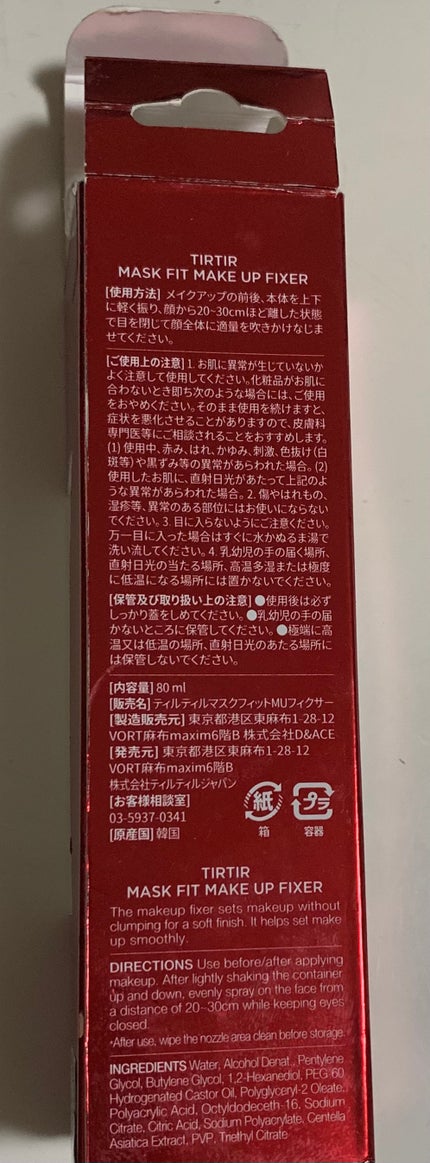 TIRTIR
MASK FIT MAKE UP FIXER
[使用方法] メイクアップの前後、本体を上下
に軽く振り、顔から20~30cmほど離した状態
で目を閉じて顔全体に適量を吹きかけなじま
せてください。
[ご使用上の注意] 1. お肌に異常が生じていないか
よく注意して使用してください。化粧品がお肌に
合わないとき即ち次のような場合には、ご使用
をおやめください。そのまま使用を続けますと、
症状を悪化させることがありますので、皮膚科
専門医等にご相談されることをおすすめします。
(1) 使用中、赤み、はれ、かゆみ、刺激、色抜け(白
斑等)や黒ずみ等の異常があらわれた場合。(2)
使用したお肌に、直射日光があたって上記のよ
うな異常があらわれた場合。2. 傷やはれもの、
湿疹等、異常のある部位にはお使いにならない
でください。3. 目に入らないようにご注意ください。
万一目に入った場合はすぐに水かぬるま湯で
洗い流してください。4. 乳幼児の手の届く場所、
直射日光の当たる場所、高温多湿または極度
に低温になる場所には置かないでください。
[保管及び取り扱い上の注意] ●使用後は必ず
しっかり蓋をしめてください。●乳幼児の手の届
かないところに保管してください。●極端に高
温又は低温の場所、直射日光のあたる場所に
は保管しないでください。
[内容量] 80 ml
[販売名] ティルティルマスクフィットMUフィクサー
[製造販売元] 東京都港区東麻布1-28-12
VORT麻布maxim6階B 株式会社D&ACE
[発売元] 東京都港区東麻布1-28-12
VORT麻布maxim6階B
株式会社ティルティルジャパン
[お客様相談室]
03-5937-0341
[原産国] 韓国
紙 プラ
箱 容器
TIRTIR
MASK FIT MAKE UP FIXER
The makeup fixer sets makeup without
clumping for a soft finish. It helps set make
up smoothly.
DIRECTIONS Use before/after applying
makeup. After lightly shaking the container
up and down, evenly spray on the face from
a distance of 20~30cm while keeping eyes
closed.
*After use, wipe the nozzle area clean before storage.
INGREDIENTS Water, Alcohol Denat., Pentylene
Glycol, Butylene Glycol, 1,2-Hexanediol, PEG-60
Hydrogenated Castor Oil, Polyglyceryl-2 Oleate,
Polyacrylic Acid, Octyldodeceth-16, Sodium
Citrate, Citric Acid, Sodium Polyacrylate, Centella
Asiatica Extract, PVP, Triethyl Citrate